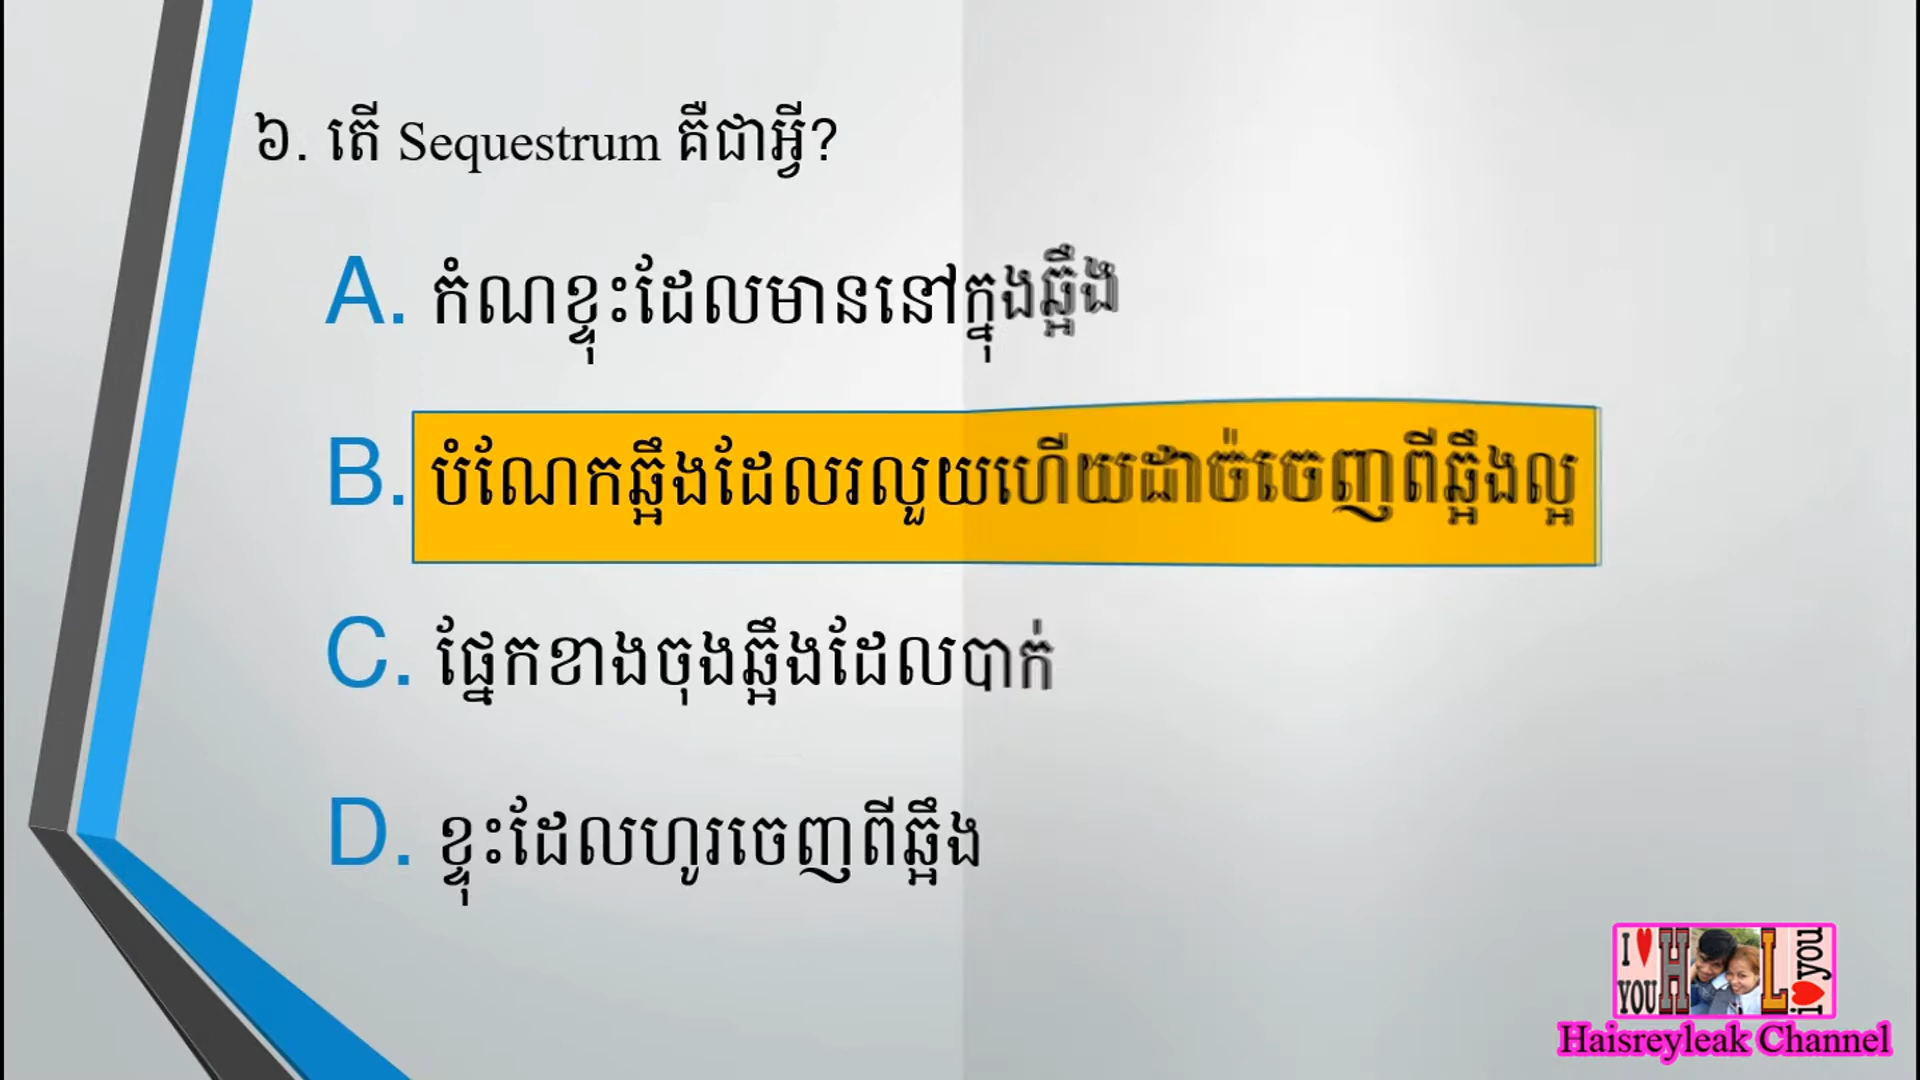 ៦. តើ Sequestrum គឺជាអ្វី?
A. កំណខ្ទុះដែលមាននៅក្នុងឆ្អឹង
B. បំណែកឆ្អឹងដែលរលួយហើយដាច់ចេញពីឆ្អឹងល្អ
C. ផ្នែកខាងចុងឆ្អឹងដែលបាក់
D. ខ្ទុះដែលហូរចេញពីឆ្អឹង
I ♥ YOU H L i ♥ you
Haisreyleak Channel